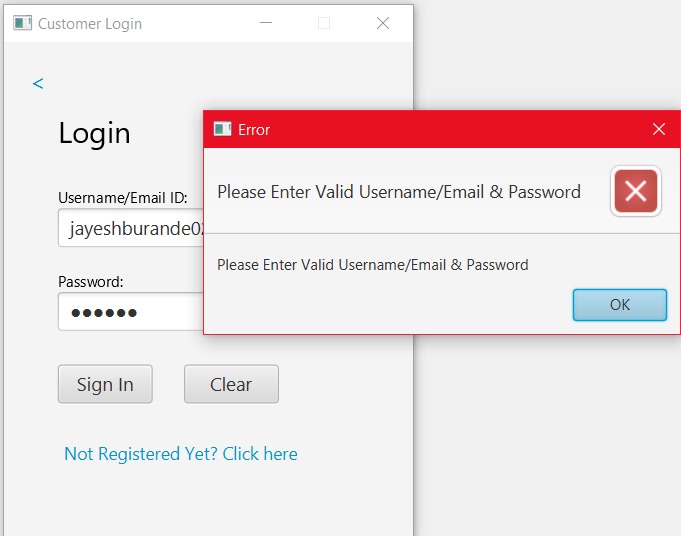 Customer Login
<
Login
Username/Email ID:
jayeshburande02
Password:
Sign In
Clear
Not Registered Yet? Click here
Error
Please Enter Valid Username/Email & Password
Please Enter Valid Username/Email & Password
OK